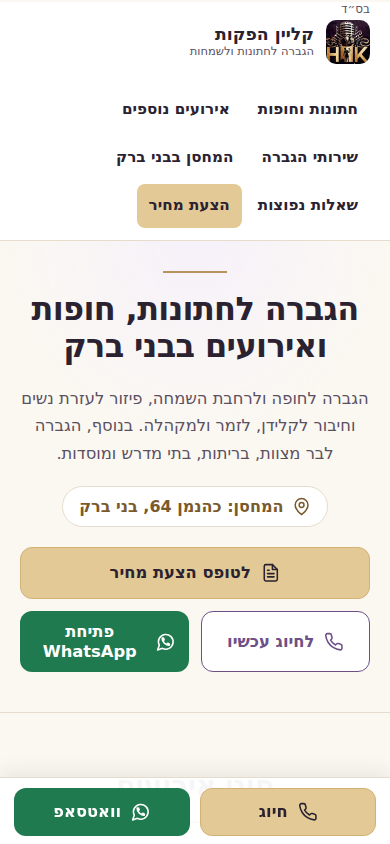 בס״ד
קליין הפקות
הגברה לחתונות ולשמחות
חתונות וחופות
אירועים נוספים
שירותי הגברה
המחסן בבני ברק
שאלות נפוצות
הצעת מחיר
הגברה לחתונות, חופות
ואירועים בבני ברק
הגברה לחופה ולרחבת השמחה, פיזור לעזרת נשים
וחיבור לקלידן, לזמר ולמקהלה. בנוסף, הגברה
לבר מצוות, בריתות, בתי מדרש ומוסדות.
המחסן: כהנמן 64, בני ברק
לטופס הצעת מחיר
לחיוג עכשיו
פתיחת
WhatsApp
חיוג
וואטסאפ